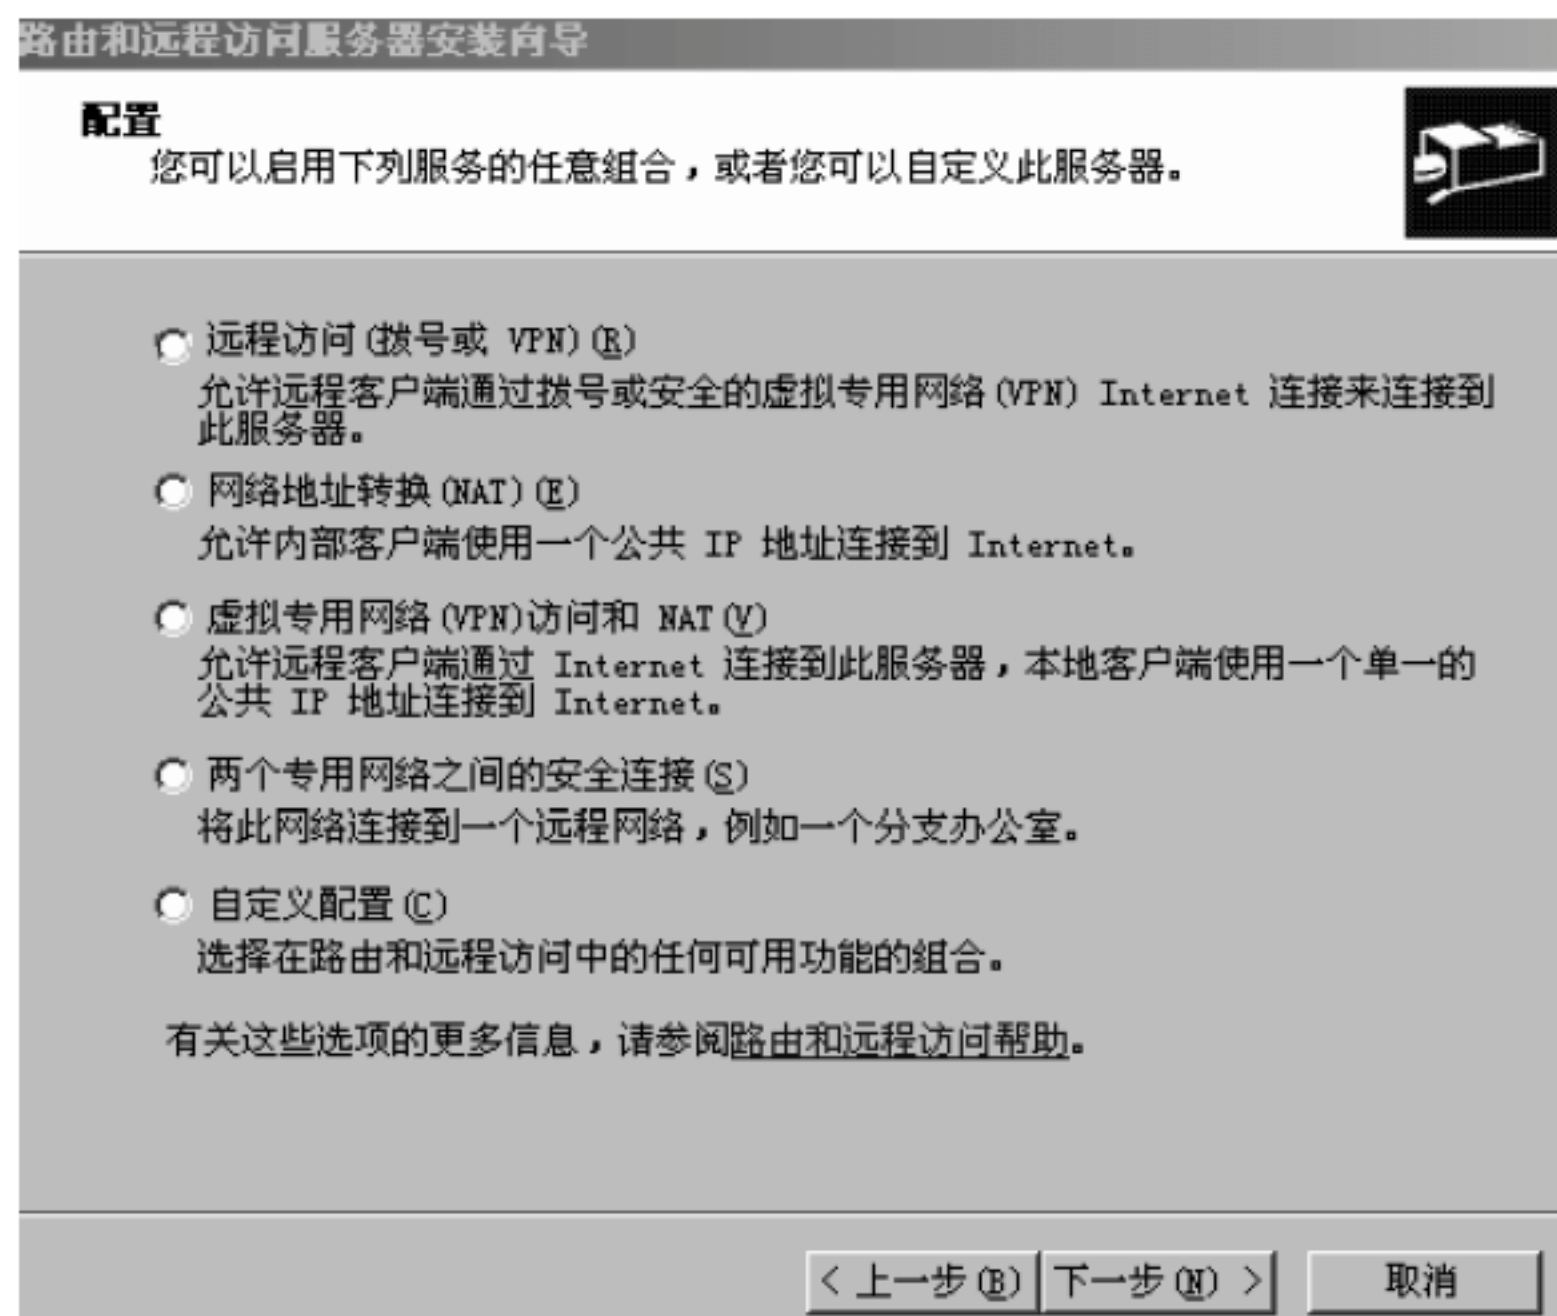 路由和远程访问服务器安装向导
配置
您可以启用下列服务的任意组合，或者您可以自定义此服务器。
远程访问(拨号或 VPN)(R)
允许远程客户端通过拨号或安全的虚拟专用网络(VPN) Internet 连接来连接到
此服务器。
网络地址转换(NAT)(E)
允许内部客户端使用一个公共 IP 地址连接到 Internet。
虚拟专用网络(VPN)访问和 NAT(V)
允许远程客户端通过 Internet 连接到此服务器，本地客户端使用一个单一的
公共 IP 地址连接到 Internet。
两个专用网络之间的安全连接(S)
将此网络连接到一个远程网络，例如一个分支办公室。
自定义配置(C)
选择在路由和远程访问中的任何可用功能的组合。
有关这些选项的更多信息，请参阅路由和远程访问帮助。
< 上一步(B) 下一步(N) > 取消